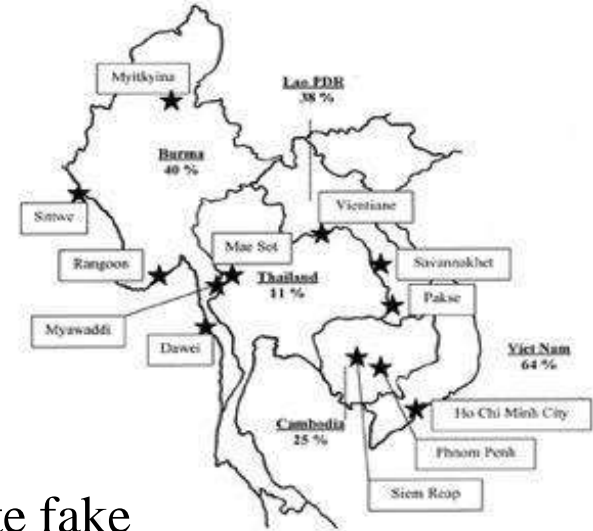 Myitkyina
Lao PDR
38 %
Burma
40 %
Vientiane
Sittwe
Mae Sot
Rangoon
Savannakhet
Thailand
11 %
Pakse
Myawaddi
Dawei
Viet Nam
64 %
Ho Chi Minh City
Cambodia
25 %
Phnom Penh
Siem Reap
te fake